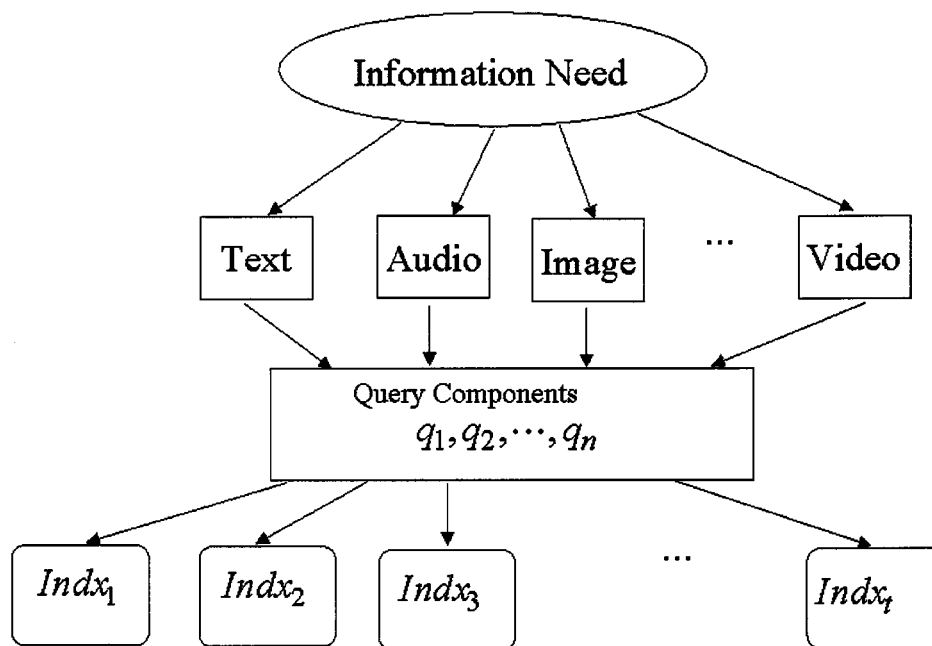 Information Need
Text Audio Image ... Video
Query Components
q₁, q₂, ⋯, qₙ
Indx₁ Indx₂ Indx₃ ... Indxₜ